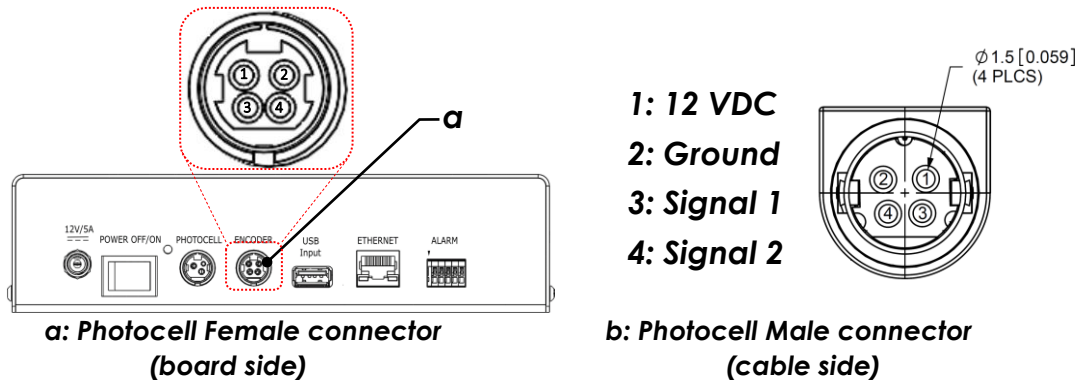 1 2
3 4
a
12V/5A
POWER OFF/ON
PHOTOCELL
ENCODER
USB
Input
ETHERNET
ALARM
a: Photocell Female connector
(board side)
1: 12 VDC
2: Ground
3: Signal 1
4: Signal 2
Ø 1.5 [0.059]
(4 PLCS)
2 1
4 3
b: Photocell Male connector
(cable side)